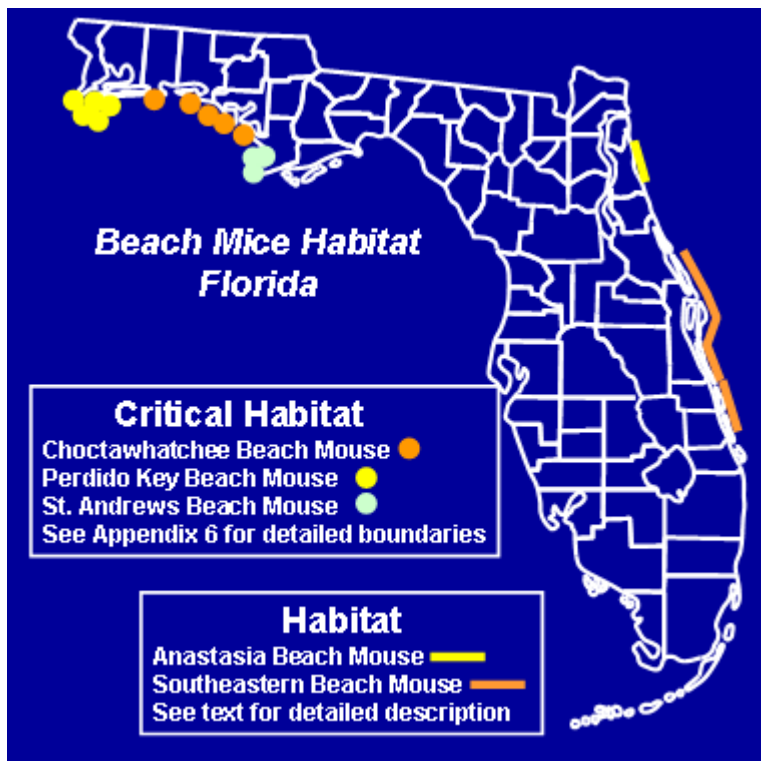 Beach Mice Habitat
Florida
Critical Habitat
Choctawhatchee Beach Mouse
Perdido Key Beach Mouse
St. Andrews Beach Mouse
See Appendix 6 for detailed boundaries
Habitat
Anastasia Beach Mouse
Southeastern Beach Mouse
See text for detailed description